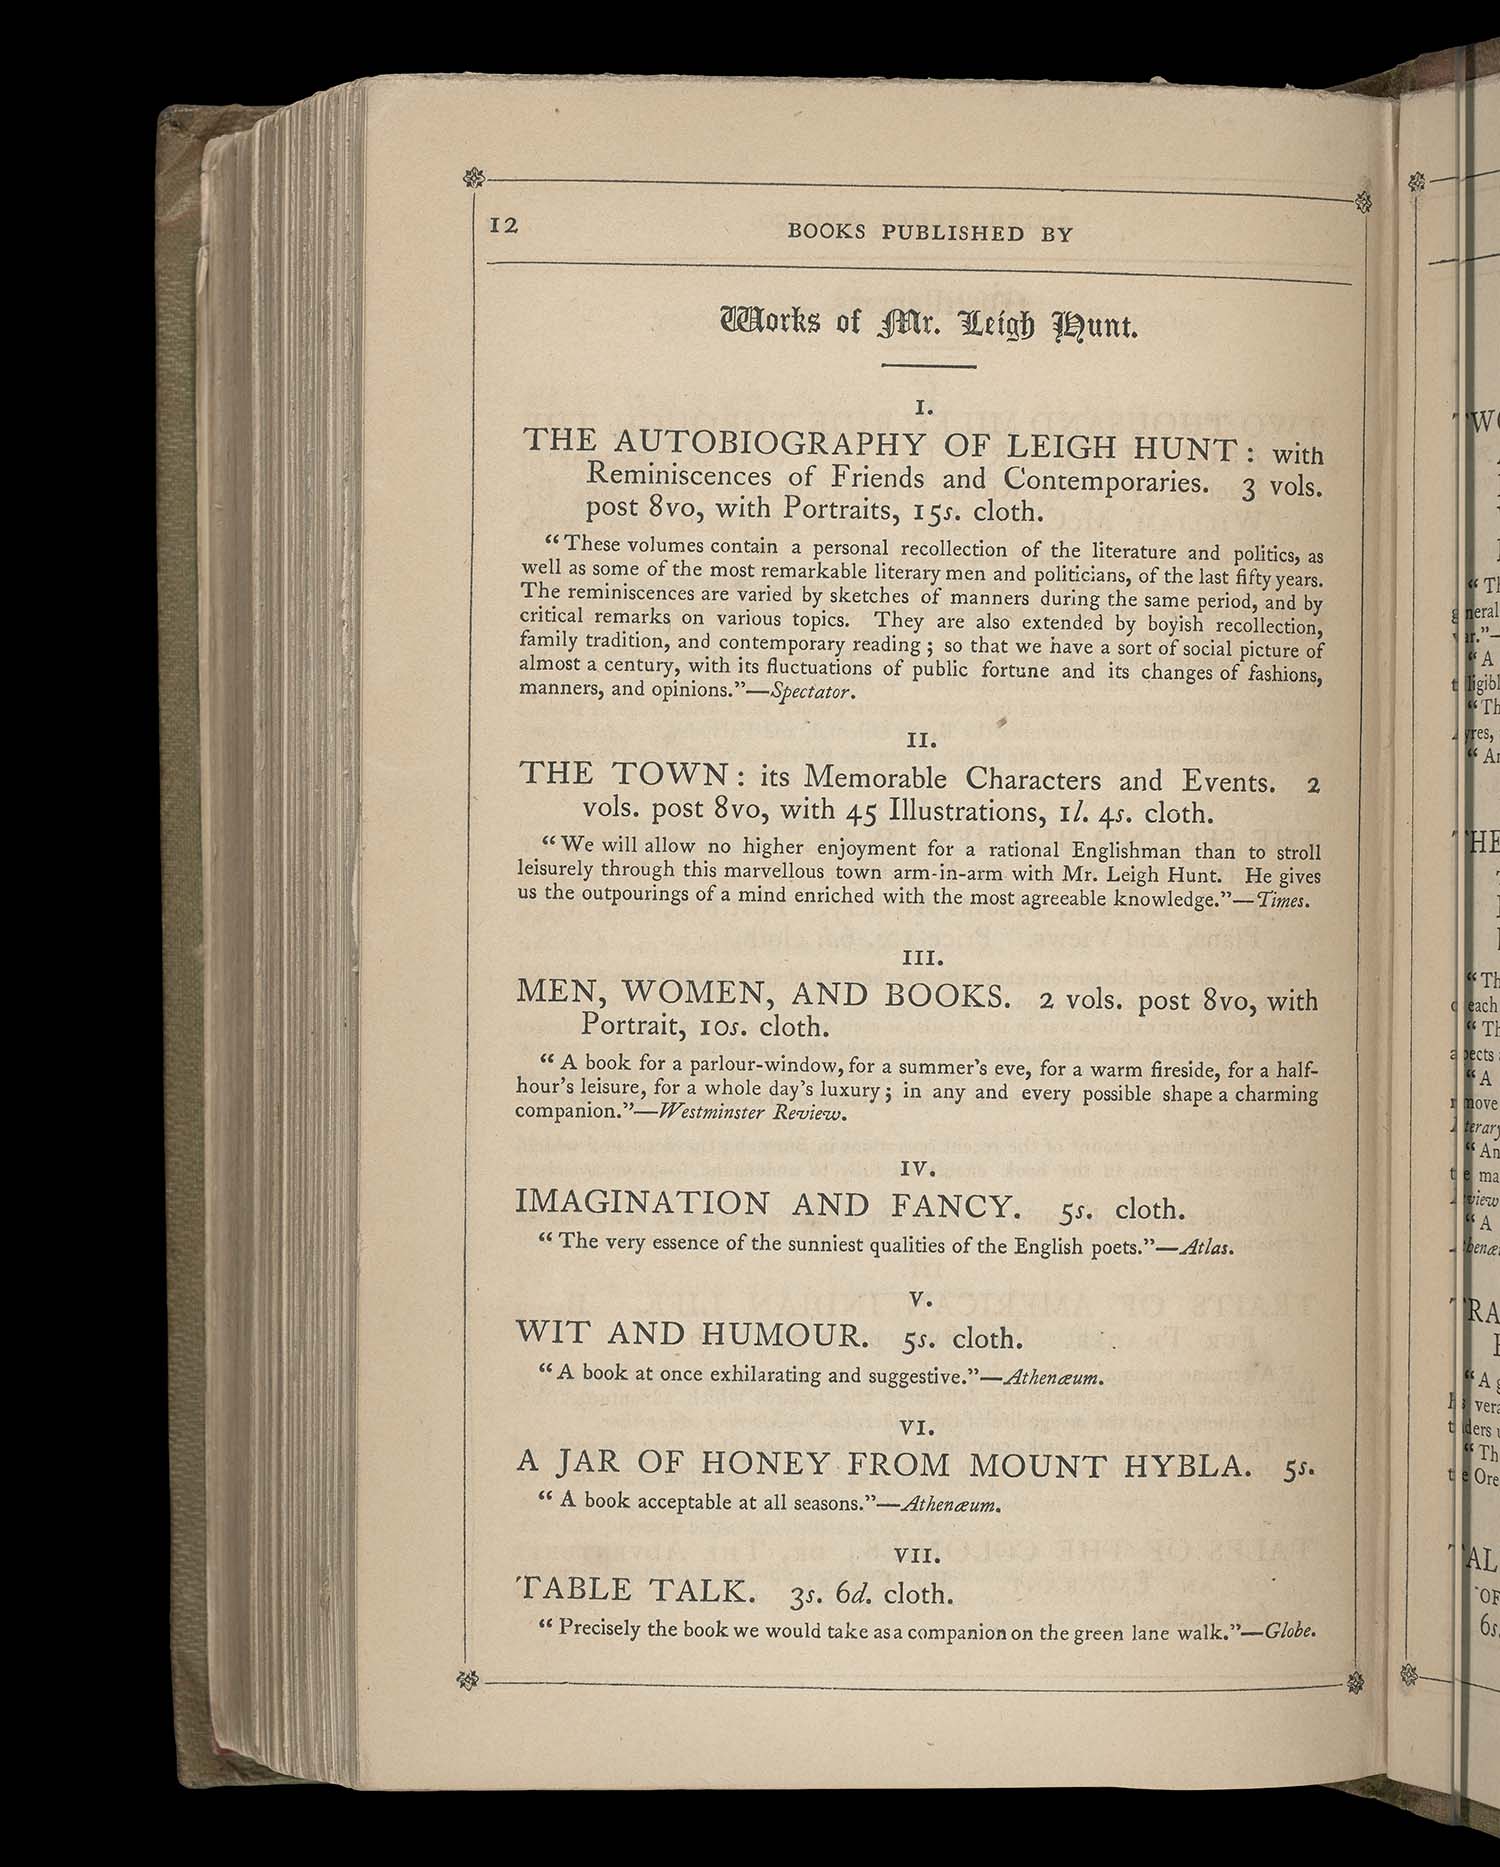 12
BOOKS PUBLISHED BY
Works of Mr. Leigh Hunt.
I.
THE AUTOBIOGRAPHY OF LEIGH HUNT: with
Reminiscences of Friends and Contemporaries. 3 vols.
post 8vo, with Portraits, 15s. cloth.
“These volumes contain a personal recollection of the literature and politics, as
well as some of the most remarkable literary men and politicians, of the last fifty years.
The reminiscences are varied by sketches of manners during the same period, and by
critical remarks on various topics. They are also extended by boyish recollection,
family tradition, and contemporary reading; so that we have a sort of social picture of
almost a century, with its fluctuations of public fortune and its changes of fashions,
manners, and opinions.”—Spectator.
II.
THE TOWN: its Memorable Characters and Events. 2
vols. post 8vo, with 45 Illustrations, 1l. 4s. cloth.
“We will allow no higher enjoyment for a rational Englishman than to stroll
leisurely through this marvellous town arm-in-arm with Mr. Leigh Hunt. He gives
us the outpourings of a mind enriched with the most agreeable knowledge.”—Times.
III.
MEN, WOMEN, AND BOOKS. 2 vols. post 8vo, with
Portrait, 10s. cloth.
“A book for a parlour-window, for a summer's eve, for a warm fireside, for a half-
hour's leisure, for a whole day's luxury; in any and every possible shape a charming
companion.”—Westminster Review.
IV.
IMAGINATION AND FANCY. 5s. cloth.
“The very essence of the sunniest qualities of the English poets.”—Atlas.
V.
WIT AND HUMOUR. 5s. cloth.
“A book at once exhilarating and suggestive.”—Athenæum.
VI.
A JAR OF HONEY FROM MOUNT HYBLA. 5s.
“A book acceptable at all seasons.”—Athenæum.
VII.
TABLE TALK. 3s. 6d. cloth.
“Precisely the book we would take as a companion on the green lane walk.”—Globe.